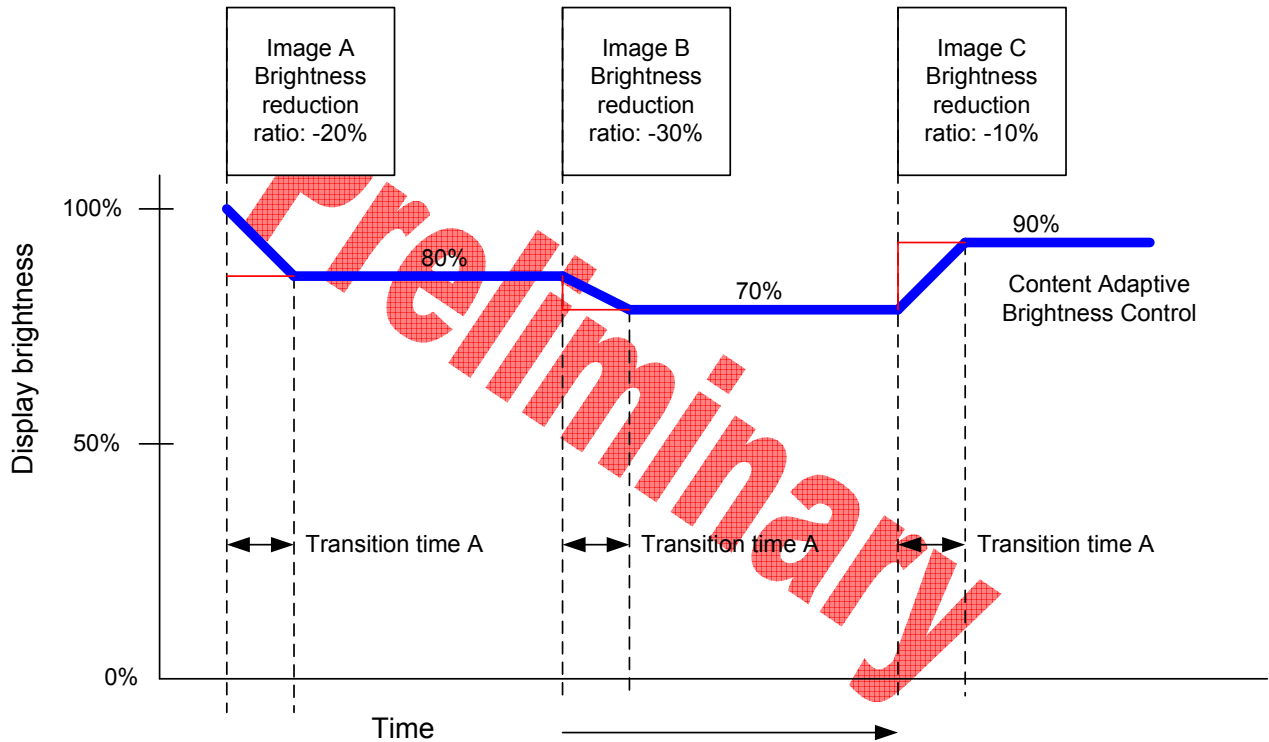 Image A
Brightness
reduction
ratio: -20%
Image B
Brightness
reduction
ratio: -30%
Image C
Brightness
reduction
ratio: -10%
100%
80%
70%
90%
Content Adaptive
Brightness Control
Display brightness
50%
Transition time A
Transition time A
Transition time A
0%
Time
Preliminary